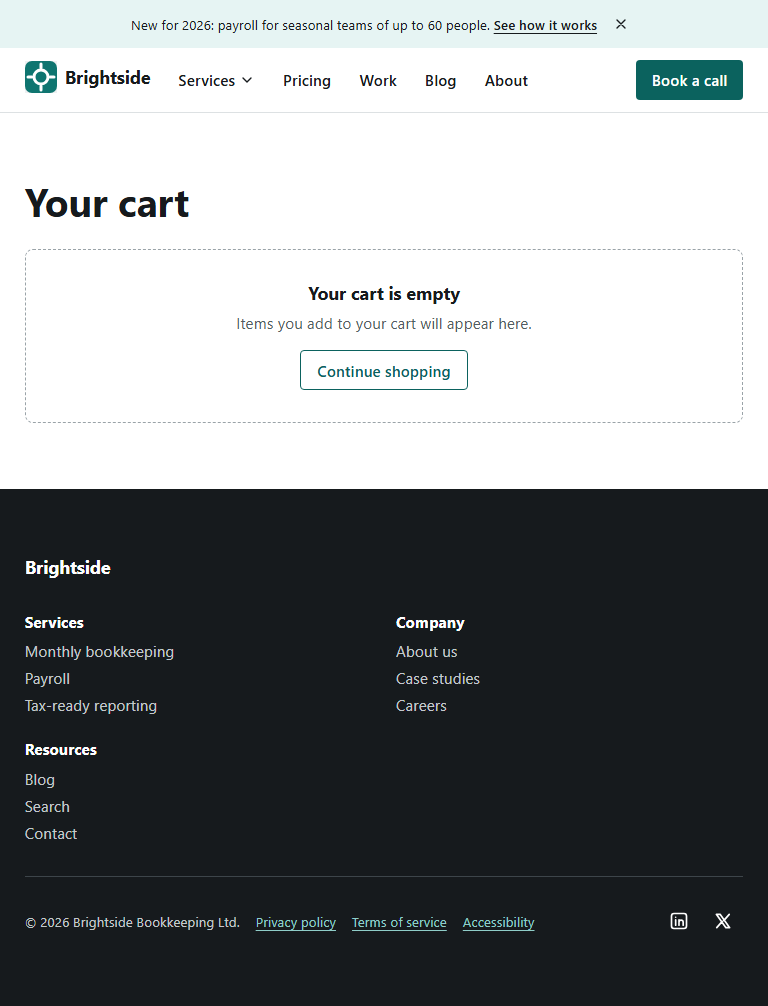 New for 2026: payroll for seasonal teams of up to 60 people. See how it works
Brightside
Services
Pricing
Work
Blog
About
Book a call
Your cart
Your cart is empty
Items you add to your cart will appear here.
Continue shopping
Brightside
Services
Monthly bookkeeping
Payroll
Tax-ready reporting
Company
About us
Case studies
Careers
Resources
Blog
Search
Contact
© 2026 Brightside Bookkeeping Ltd. Privacy policy Terms of service Accessibility